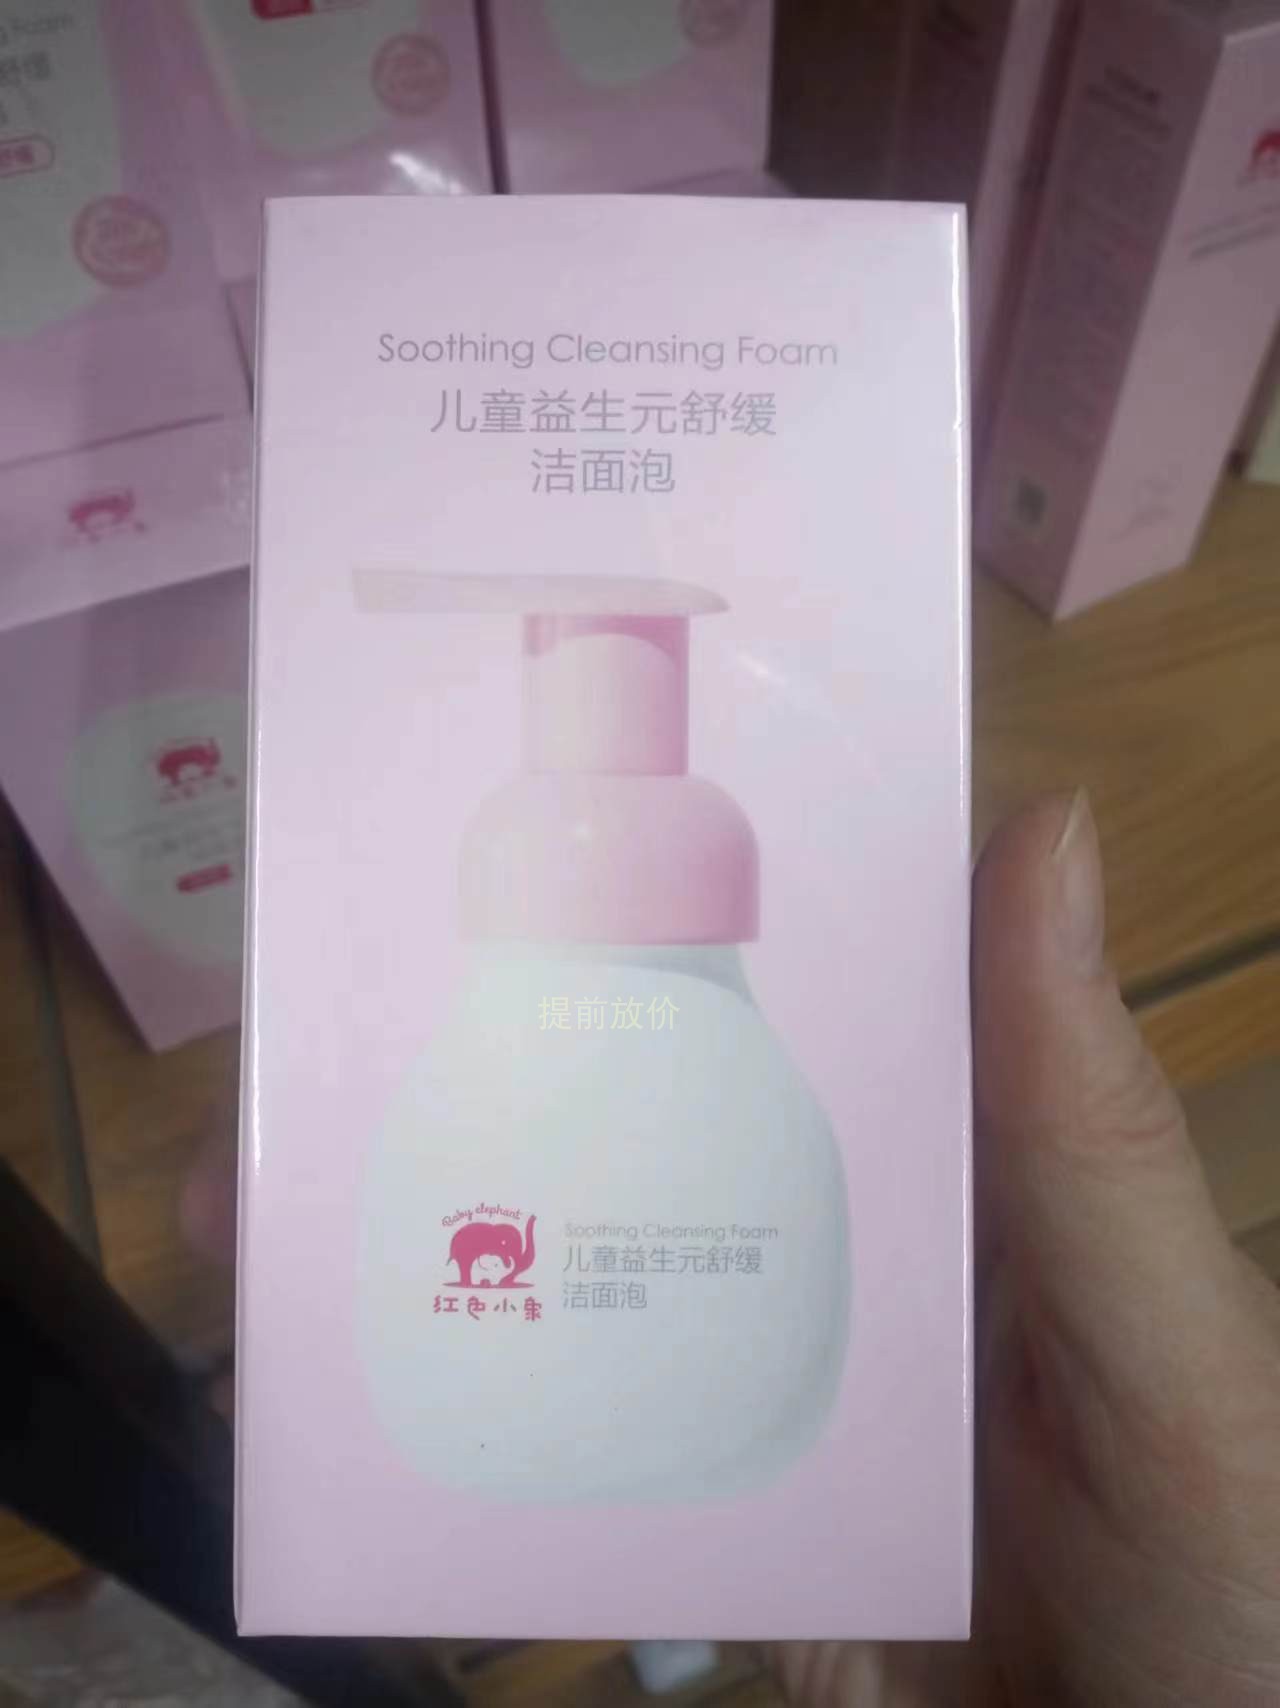 Soothing Cleansing Foam
儿童益生元舒缓
洁面泡
提前放价
Baby elephant
红色小象
Soothing Cleansing Foam
儿童益生元舒缓
洁面泡